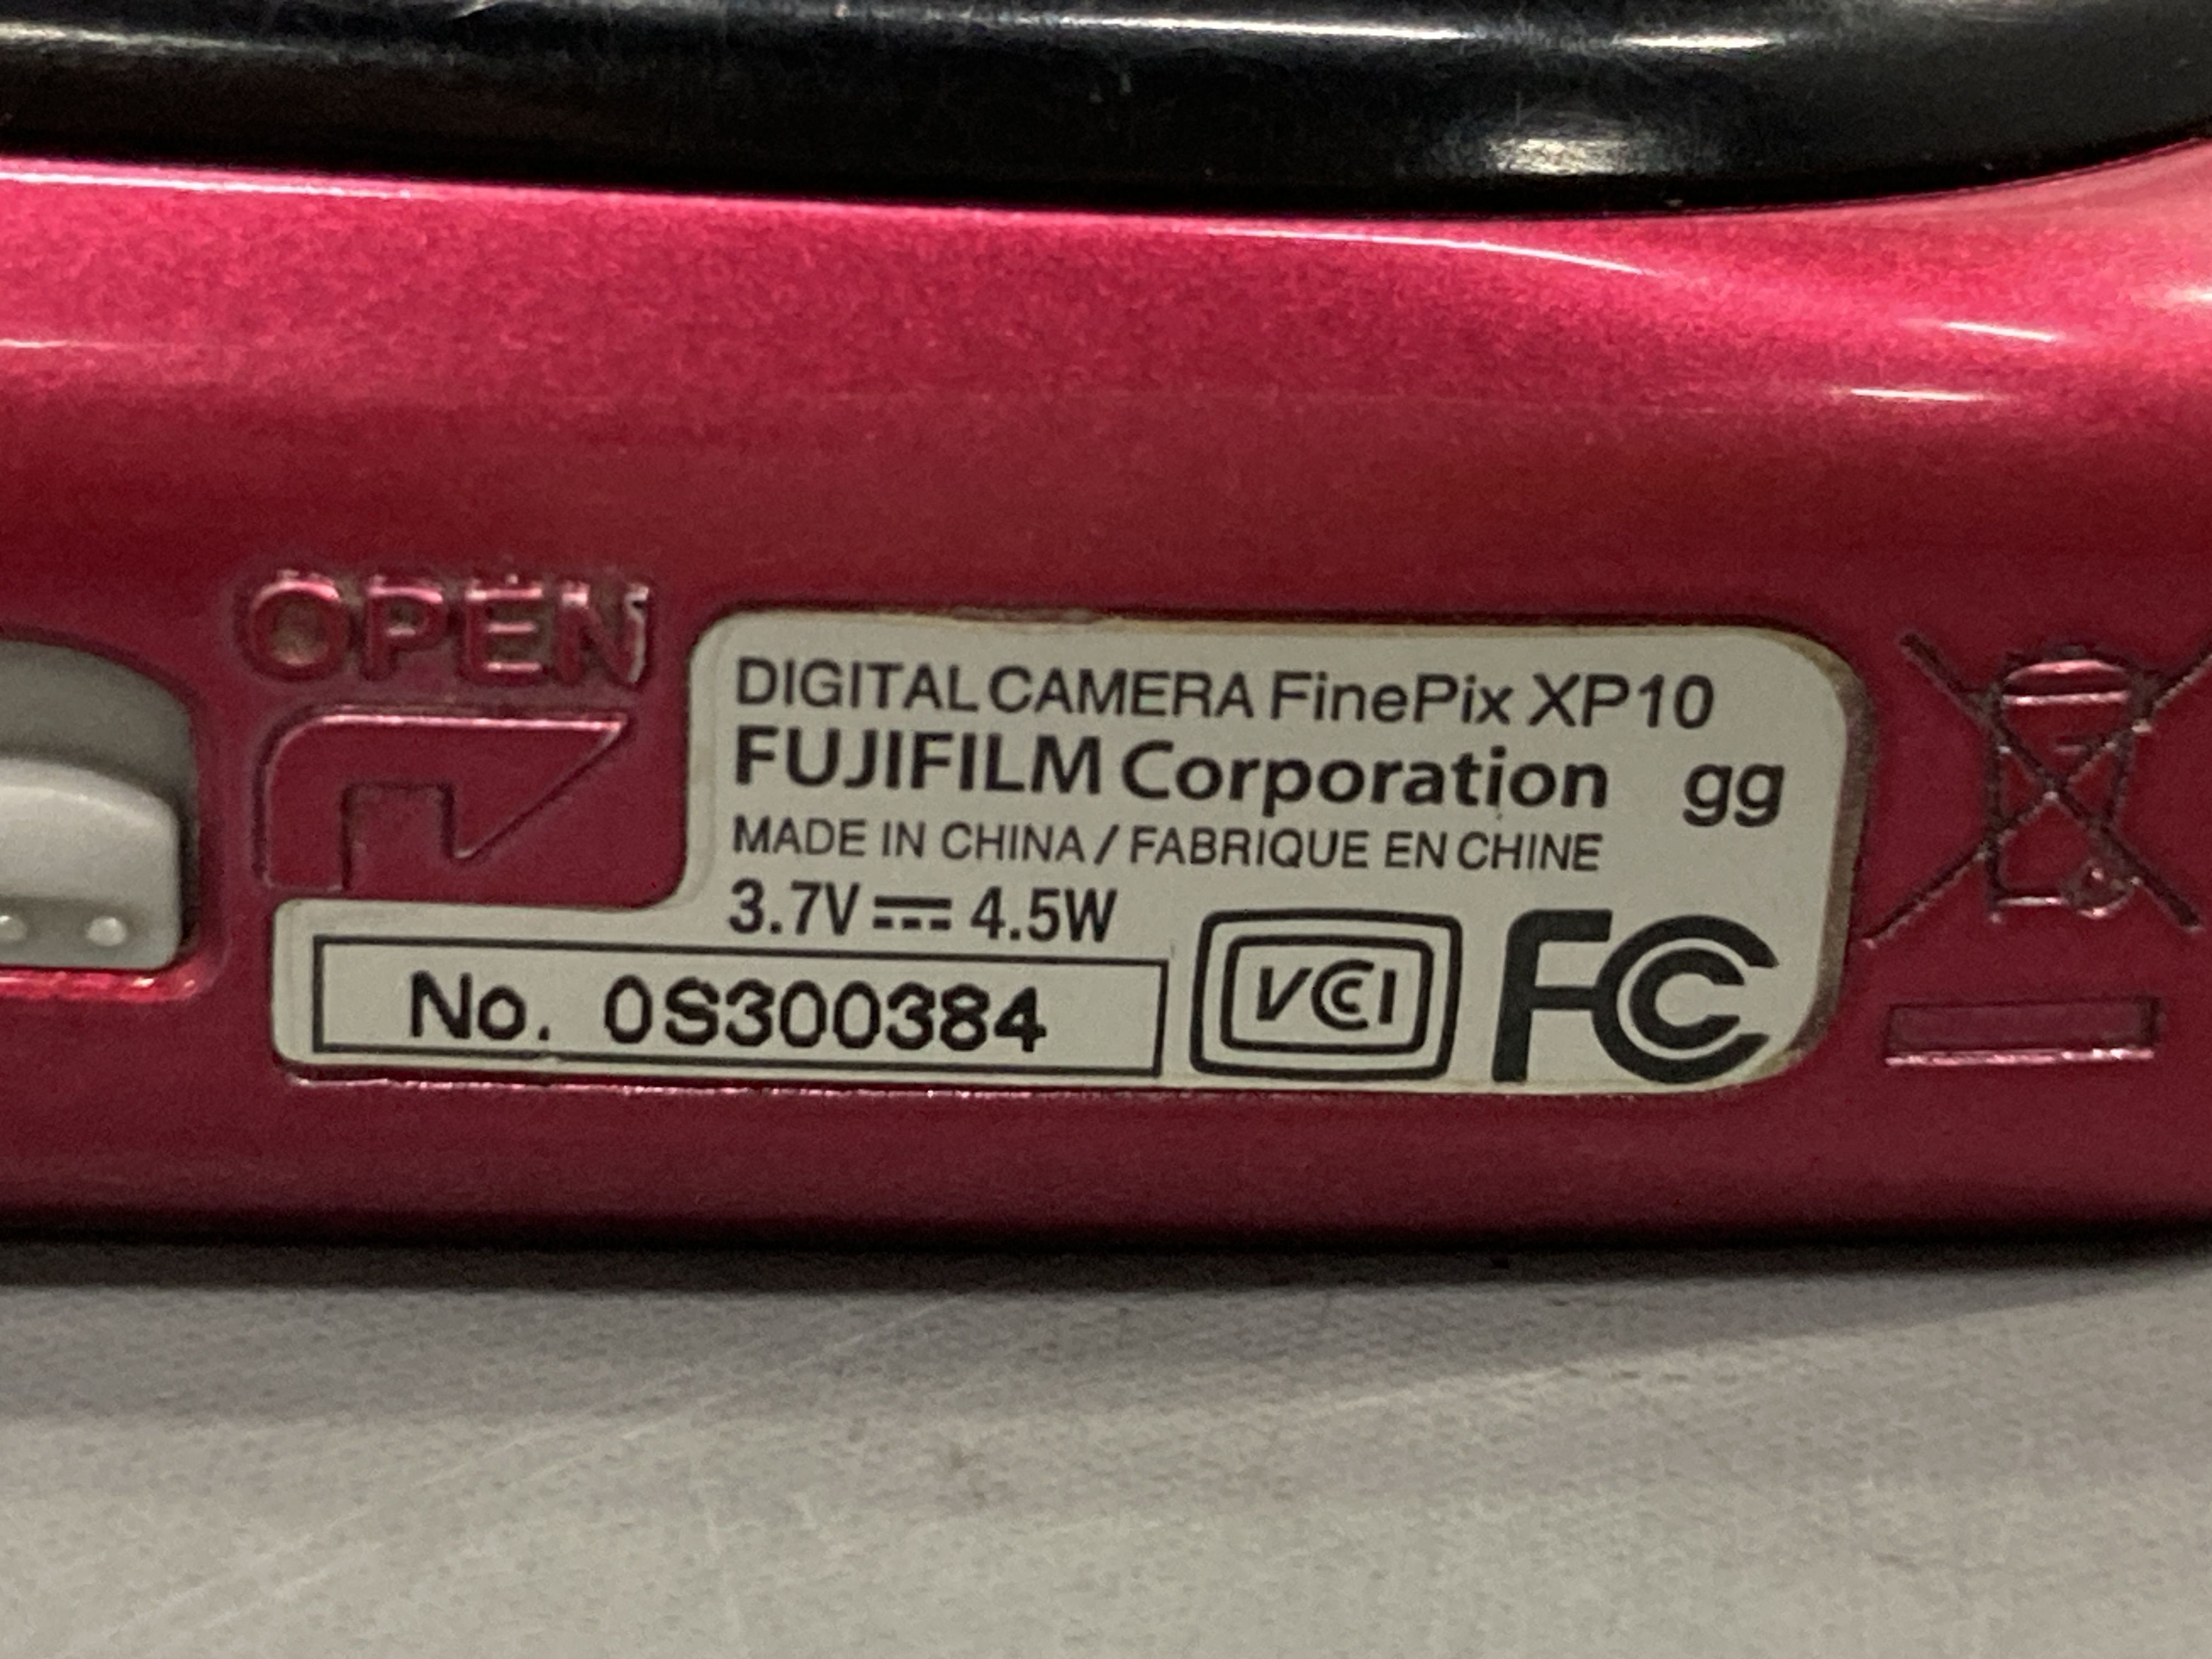 OPEN
DIGITAL CAMERA FinePix XP10
FUJIFILM Corporation gg
MADE IN CHINA / FABRIQUE EN CHINE
3.7V⎓4.5W
No. 0S300384
VCCI FC